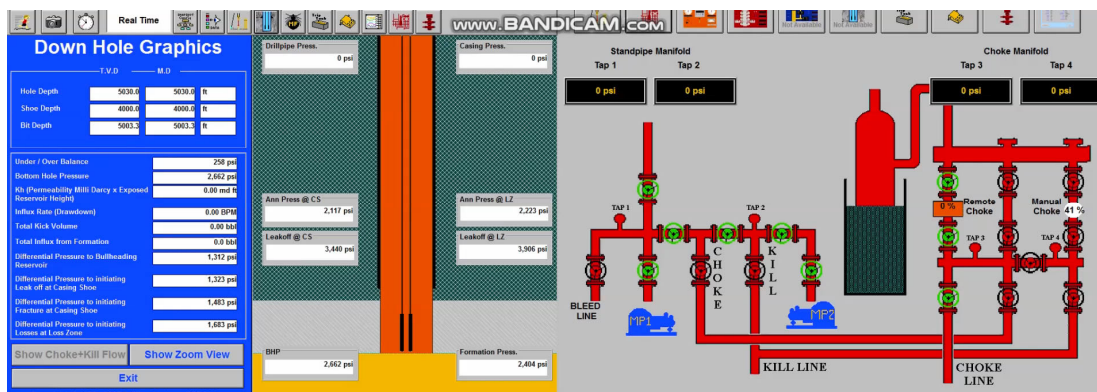 Real Time
www.BANDICAM.COM
Not Available
Not Available
Down Hole Graphics
T.V.D
M.D
Hole Depth 5030.0 5030.0 ft
Shoe Depth 4000.0 4000.0 ft
Bit Depth 5003.3 5003.3 ft
Under / Over Balance 258 psi
Bottom Hole Pressure 2,662 psi
Kh (Permeability Milli Darcy x Exposed 0.00 md ft
Reservoir Height)
Influx Rate (Drawdown) 0.00 BPM
Total Kick Volume 0.00 bbl
Total Influx from Formation 0.0 bbl
Differential Pressure to Bullheading 1,312 psi
Reservoir
Differential Pressure to initiating 1,323 psi
Leak off at Casing Shoe
Differential Pressure to initiating 1,483 psi
Fracture at Casing Shoe
Differential Pressure to initiating 1,683 psi
Losses at Loss Zone
Show Choke+Kill Flow
Show Zoom View
Exit
Drillpipe Press.
0 psi
Casing Press.
0 psi
Ann Press @ CS
2,117 psi
Ann Press @ LZ
2,223 psi
Leakoff @ CS
3,440 psi
Leakoff @ LZ
3,906 psi
BHP
2,662 psi
Formation Press.
2,404 psi
Standpipe Manifold
Tap 1
Tap 2
0 psi
0 psi
Choke Manifold
Tap 3
Tap 4
0 psi
0 psi
TAP 1
TAP 2
CHOKE
KILL
BLEED
LINE
MP1
MP2
0 %
Remote
Choke
Manual
Choke
41 %
TAP 3
TAP 4
KILL LINE
CHOKE
LINE